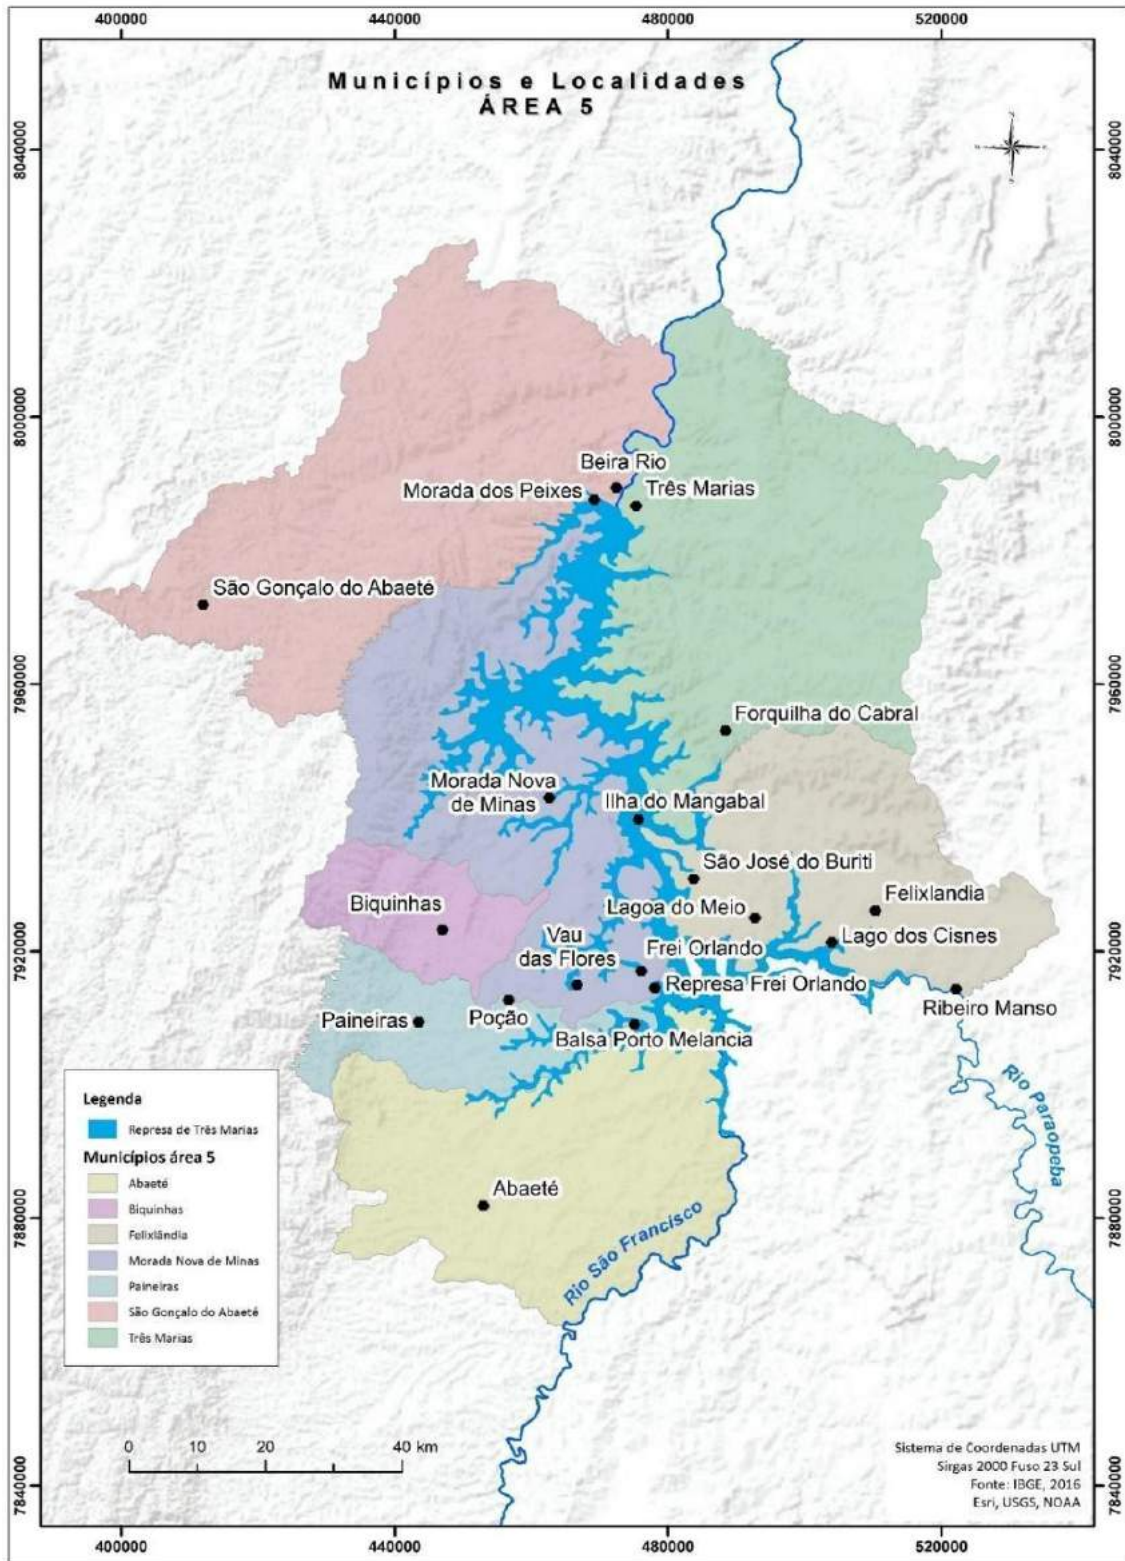 400000 440000 480000 520000
Municípios e Localidades
ÁREA 5
8040000 8040000
8000000 8000000
Beira Rio
Morada dos Peixes
Três Marias
São Gonçalo do Abaeté
7960000 7960000
Forquilha do Cabral
Morada Nova
de Minas
Ilha do Mangabal
São José do Buriti
Biquinhas
Lagoa do Meio
Felixlandia
Vau
das Flores
Frei Orlando
Lago dos Cisnes
7920000 7920000
Represa Frei Orlando
Ribeiro Manso
Paineiras
Poção
Balsa Porto Melancia
Rio Paraopeba
Abaeté
Rio São Francisco
7880000 7880000
Legenda
Represa de Três Marias
Municípios área 5
Abaeté
Biquinhas
Felixlândia
Morada Nova de Minas
Paineiras
São Gonçalo do Abaeté
Três Marias
0 10 20 40 km
Sistema de Coordenadas UTM
Sirgas 2000 Fuso 23 Sul
Fonte: IBGE, 2016
Esri, USGS, NOAA
7840000 7840000
400000 440000 480000 520000